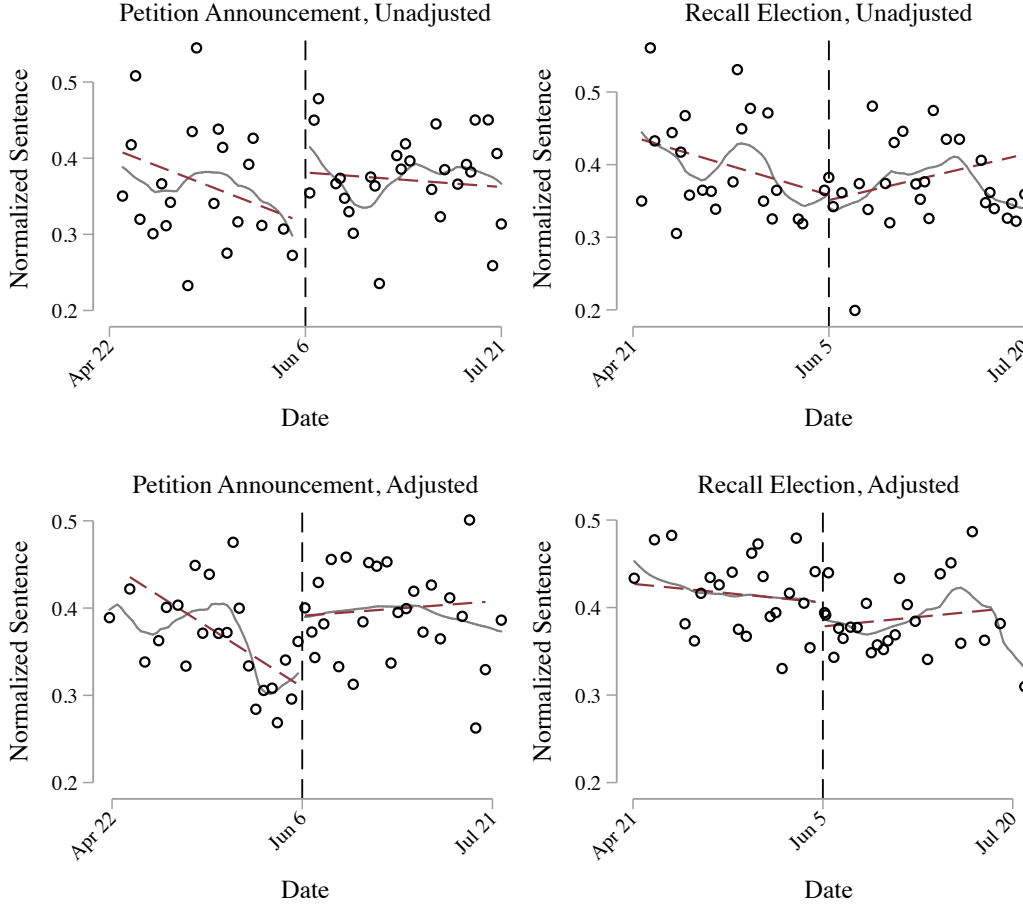 Petition Announcement, Unadjusted
Normalized Sentence
0.5
0.4
0.3
0.2
Apr 22
Jun 6
Jul 21
Date
Recall Election, Unadjusted
Normalized Sentence
0.5
0.4
0.3
0.2
Apr 21
Jun 5
Jul 20
Date
Petition Announcement, Adjusted
Normalized Sentence
0.5
0.4
0.3
0.2
Apr 22
Jun 6
Jul 21
Date
Recall Election, Adjusted
Normalized Sentence
0.5
0.4
0.3
0.2
Apr 21
Jun 5
Jul 20
Date